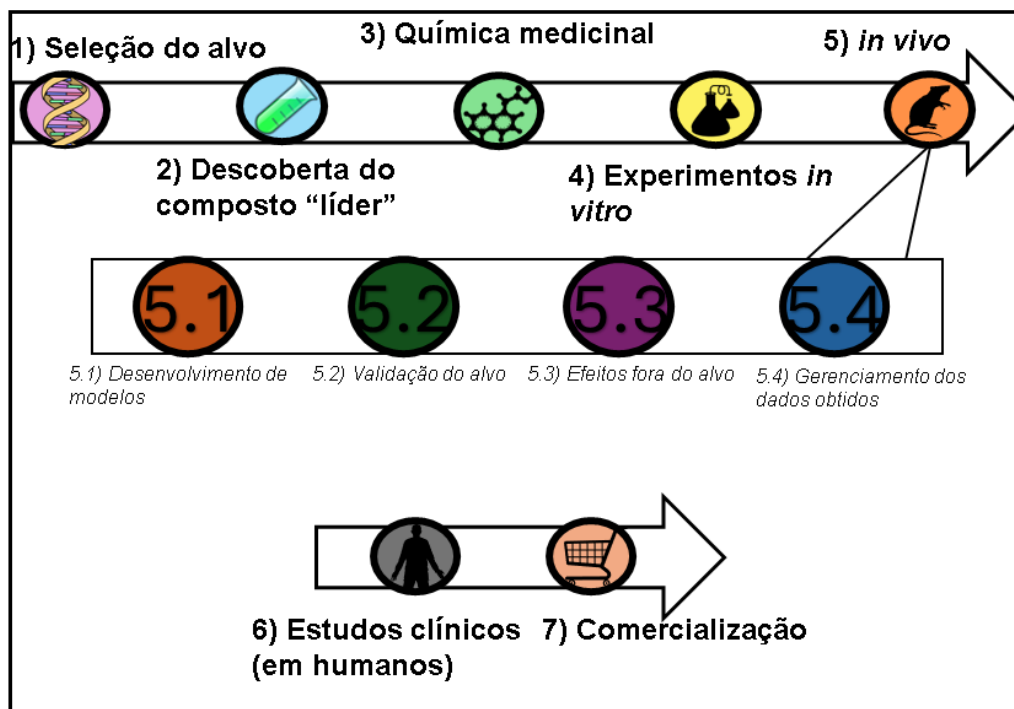 1) Seleção do alvo
3) Química medicinal
5) in vivo
2) Descoberta do
composto “líder”
4) Experimentos in
vitro
5.1
5.2
5.3
5.4
5.1) Desenvolvimento de
modelos
5.2) Validação do alvo
5.3) Efeitos fora do alvo
5.4) Gerenciamento dos
dados obtidos
6) Estudos clínicos
(em humanos)
7) Comercialização